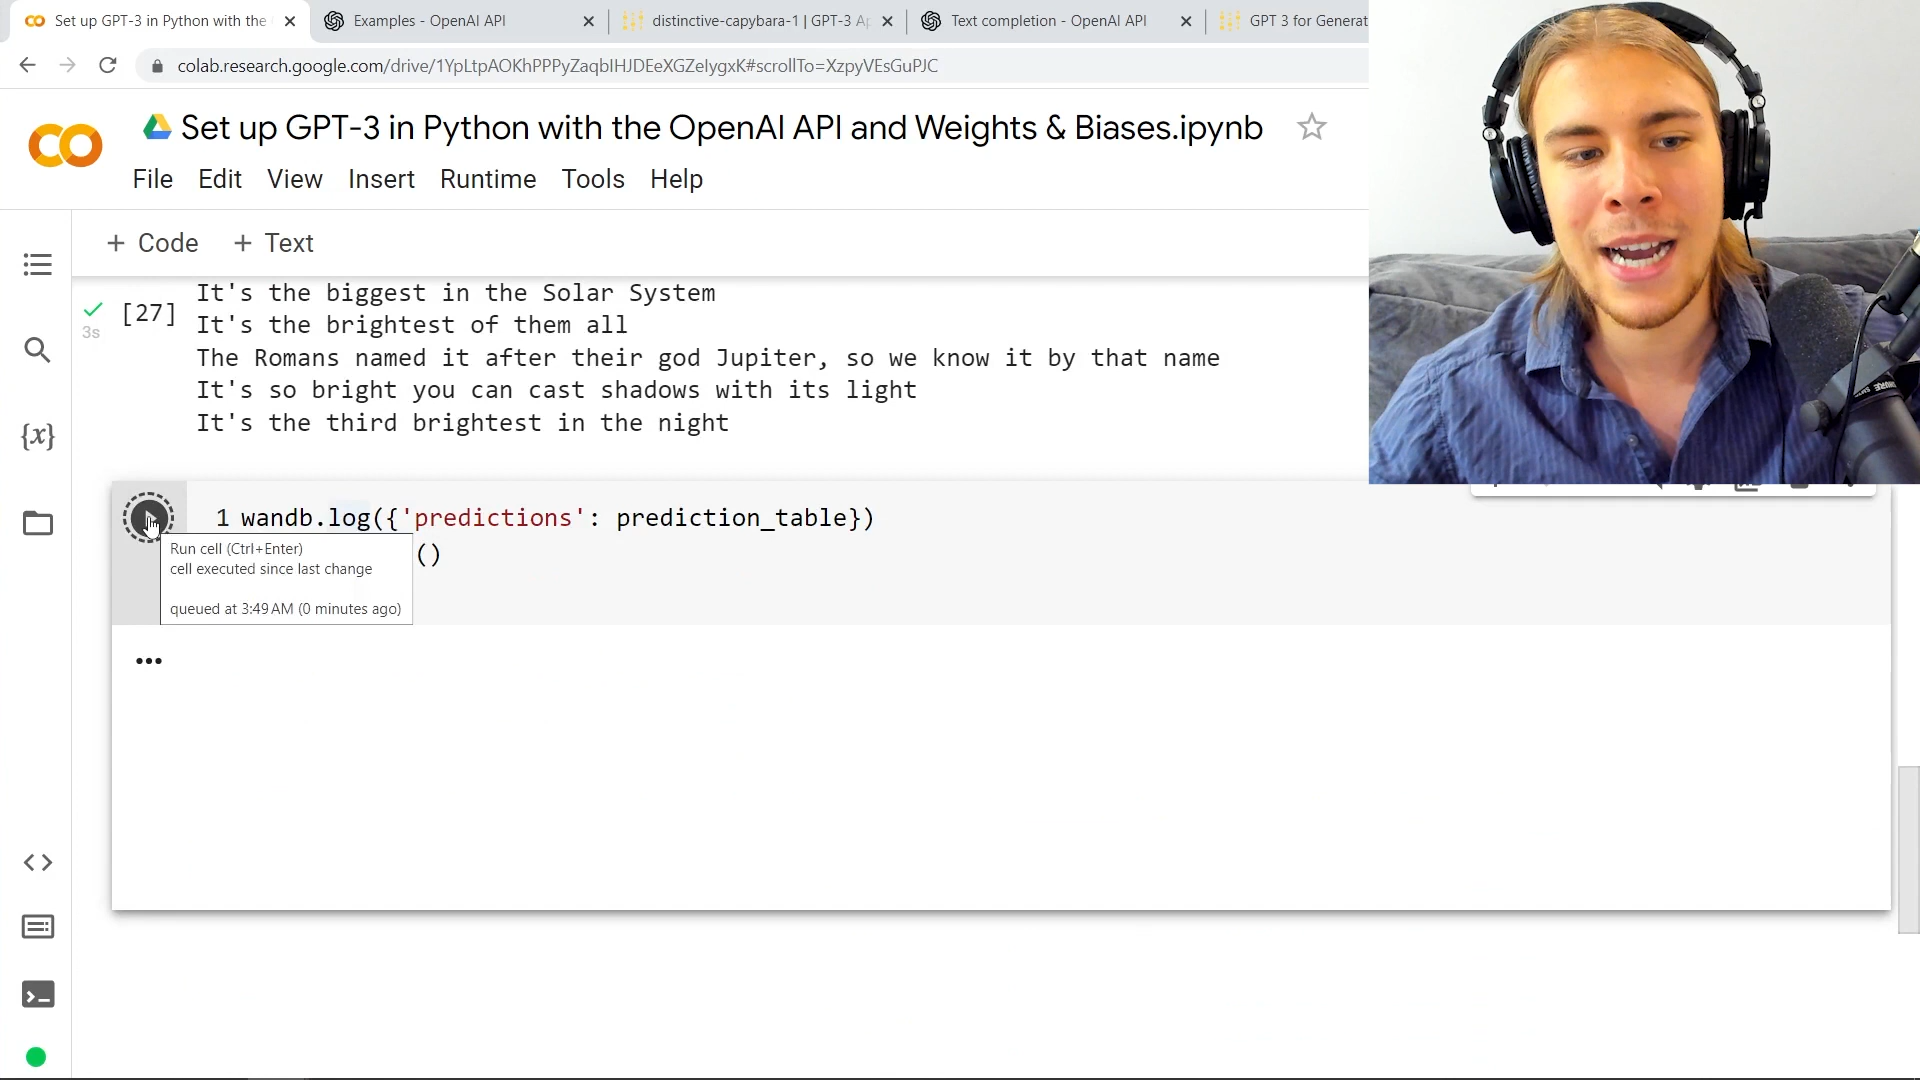 Set up GPT-3 in Python with the
Examples - OpenAI API
distinctive-capybara-1 | GPT-3 Ap
Text completion - OpenAI API
GPT 3 for Generat
colab.research.google.com/drive/1YpLtpAOKhPPPyZaqbIHJDEeXGZeIygxK#scrollTo=XzpyVEsGuPJC
Set up GPT-3 in Python with the OpenAI API and Weights & Biases.ipynb
File Edit View Insert Runtime Tools Help
+ Code + Text
It's the biggest in the Solar System
[27]
3s
It's the brightest of them all
The Romans named it after their god Jupiter, so we know it by that name
It's so bright you can cast shadows with its light
It's the third brightest in the night
1 wandb.log({'predictions': prediction_table})
()
Run cell (Ctrl+Enter)
cell executed since last change
queued at 3:49 AM (0 minutes ago)
{x}
SHURE